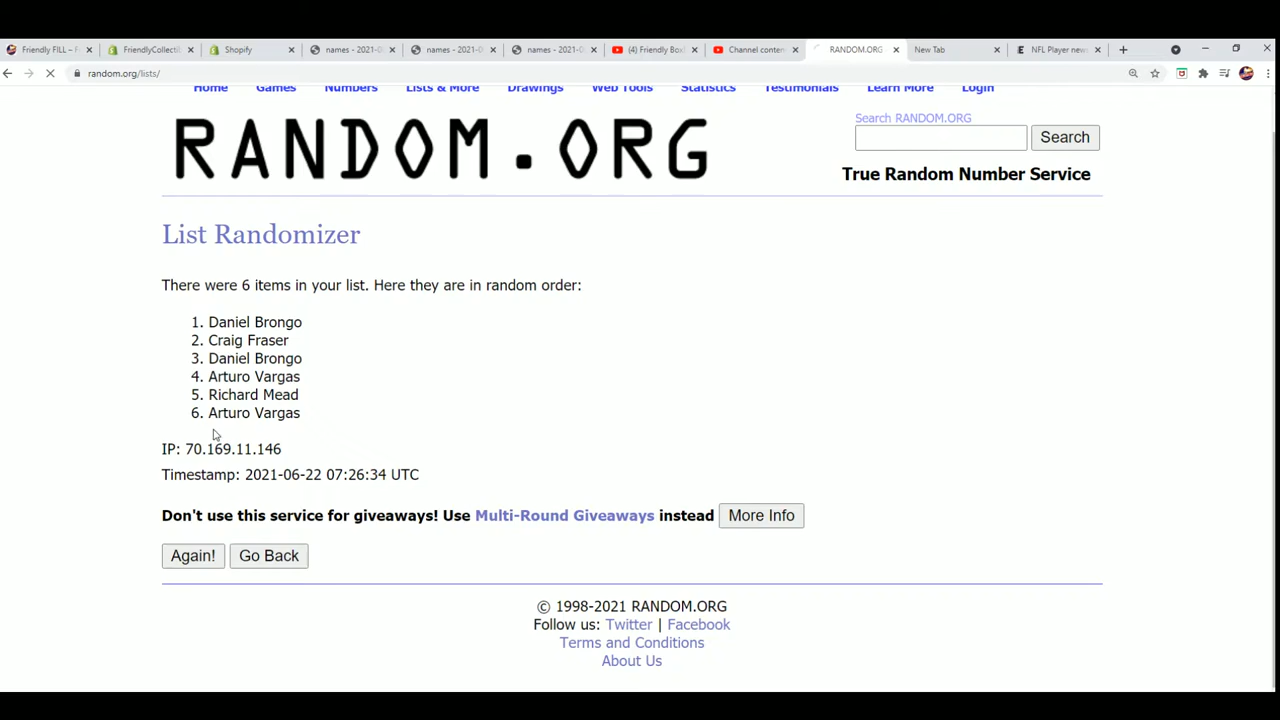 Friendly FILL – F
FriendlyCollectib
Shopify
names - 2021-0
names - 2021-0
names - 2021-0
(4) Friendly Box
Channel conten
RANDOM.ORG
New Tab
NFL Player new
random.org/lists/
Home Games Numbers Lists & More Drawings Web Tools Statistics Testimonials Learn More Login
RANDOM.ORG
Search RANDOM.ORG
Search
True Random Number Service
List Randomizer
There were 6 items in your list. Here they are in random order:
1. Daniel Brongo
2. Craig Fraser
3. Daniel Brongo
4. Arturo Vargas
5. Richard Mead
6. Arturo Vargas
IP: 70.169.11.146
Timestamp: 2021-06-22 07:26:34 UTC
Don't use this service for giveaways! Use Multi-Round Giveaways instead More Info
Again! Go Back
© 1998-2021 RANDOM.ORG
Follow us: Twitter | Facebook
Terms and Conditions
About Us